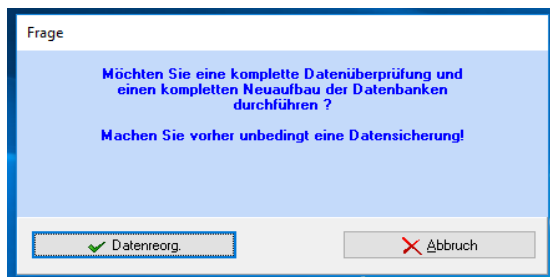 Frage
Möchten Sie eine komplette Datenüberprüfung und
einen kompletten Neuaufbau der Datenbanken
durchführen ?
Machen Sie vorher unbedingt eine Datensicherung!
Datenreorg.
Abbruch